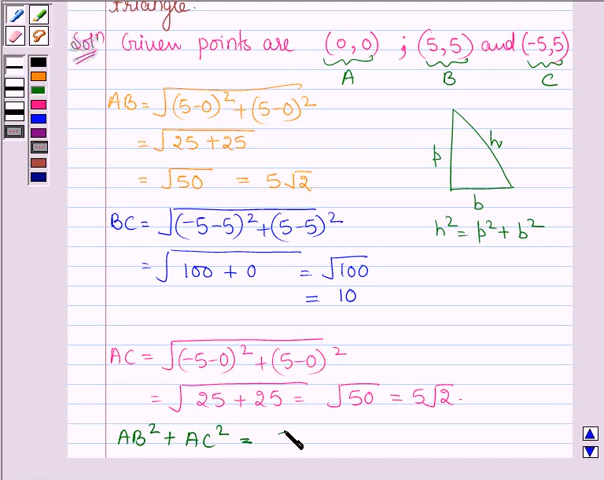 triangle.
Soln Given points are (0,0) ; (5,5) and (-5,5)
A B C
AB = √(5-0)² + (5-0)²
= √25 + 25
= √50 = 5√2
p h
b
h² = p² + b²
BC = √(-5-5)² + (5-5)²
= √100 + 0 = √100
= 10
AC = √(-5-0)² + (5-0)²
= √25 + 25 = √50 = 5√2.
AB² + AC² =